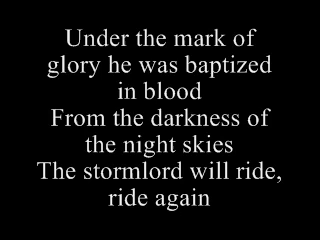 Under the mark of
glory he was baptized
in blood
From the darkness of
the night skies
The stormlord will ride,
ride again